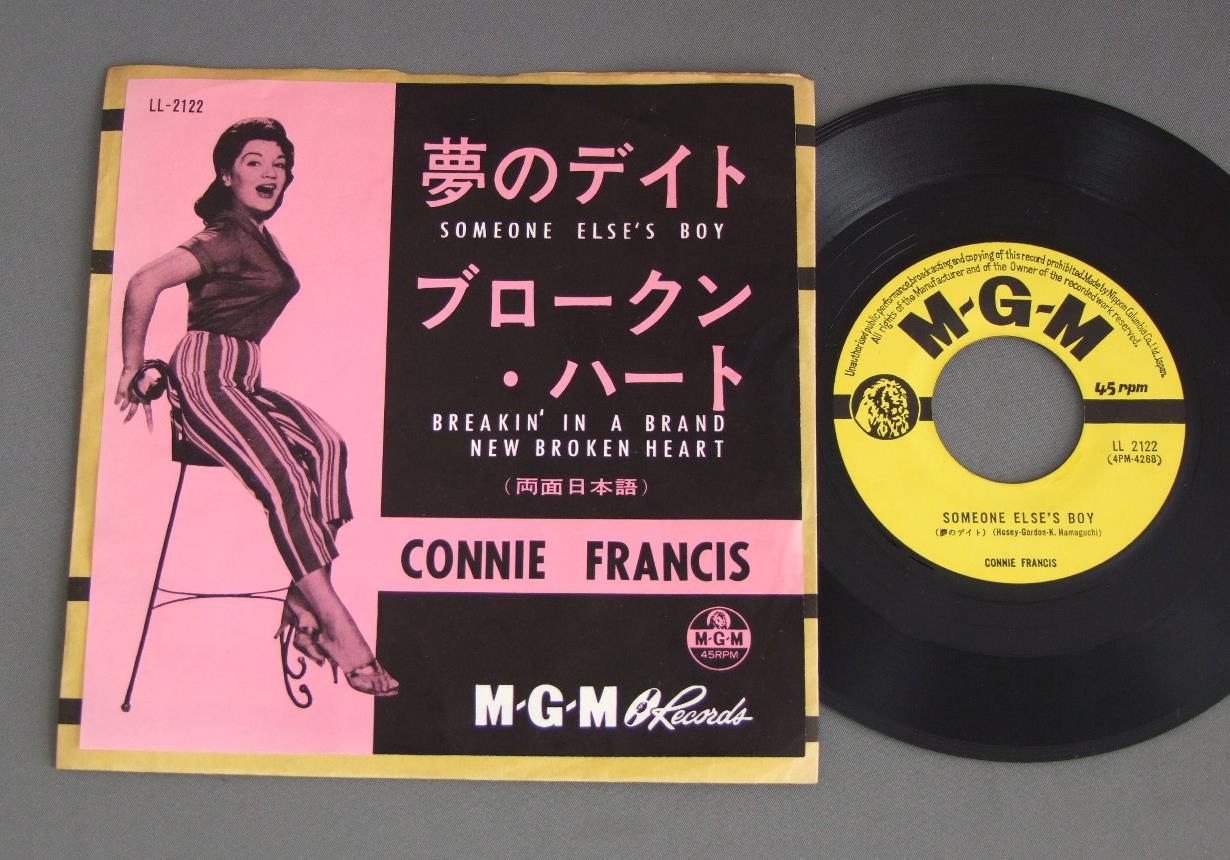 LL-2122
夢のデイト
SOMEONE ELSE'S BOY
ブロークン
・ハート
BREAKIN' IN A BRAND
NEW BROKEN HEART
(両面日本語)
CONNIE FRANCIS
M-G-M
45RPM
M-G-M Records
Unauthorised public performance, broadcasting and copying of this record prohibited. Made by Nippon Columbia Co., Ltd. Japan.
All rights of the Manufacturer and of the Owner of the recorded work reserved.
M-G-M
45 rpm
LL 2122
(4PM-4288)
SOMEONE ELSE'S BOY
(夢のデイト) (Hosey-Gordon-K. Hamaguchi)
CONNIE FRANCIS